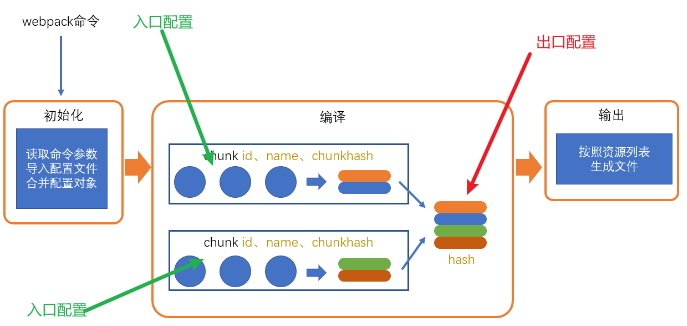 webpack命令
入口配置
出口配置
初始化
读取命令参数
导入配置文件
合并配置对象
编译
chunk id、name、chunkhash
chunk id、name、chunkhash
hash
入口配置
输出
按照资源列表
生成文件